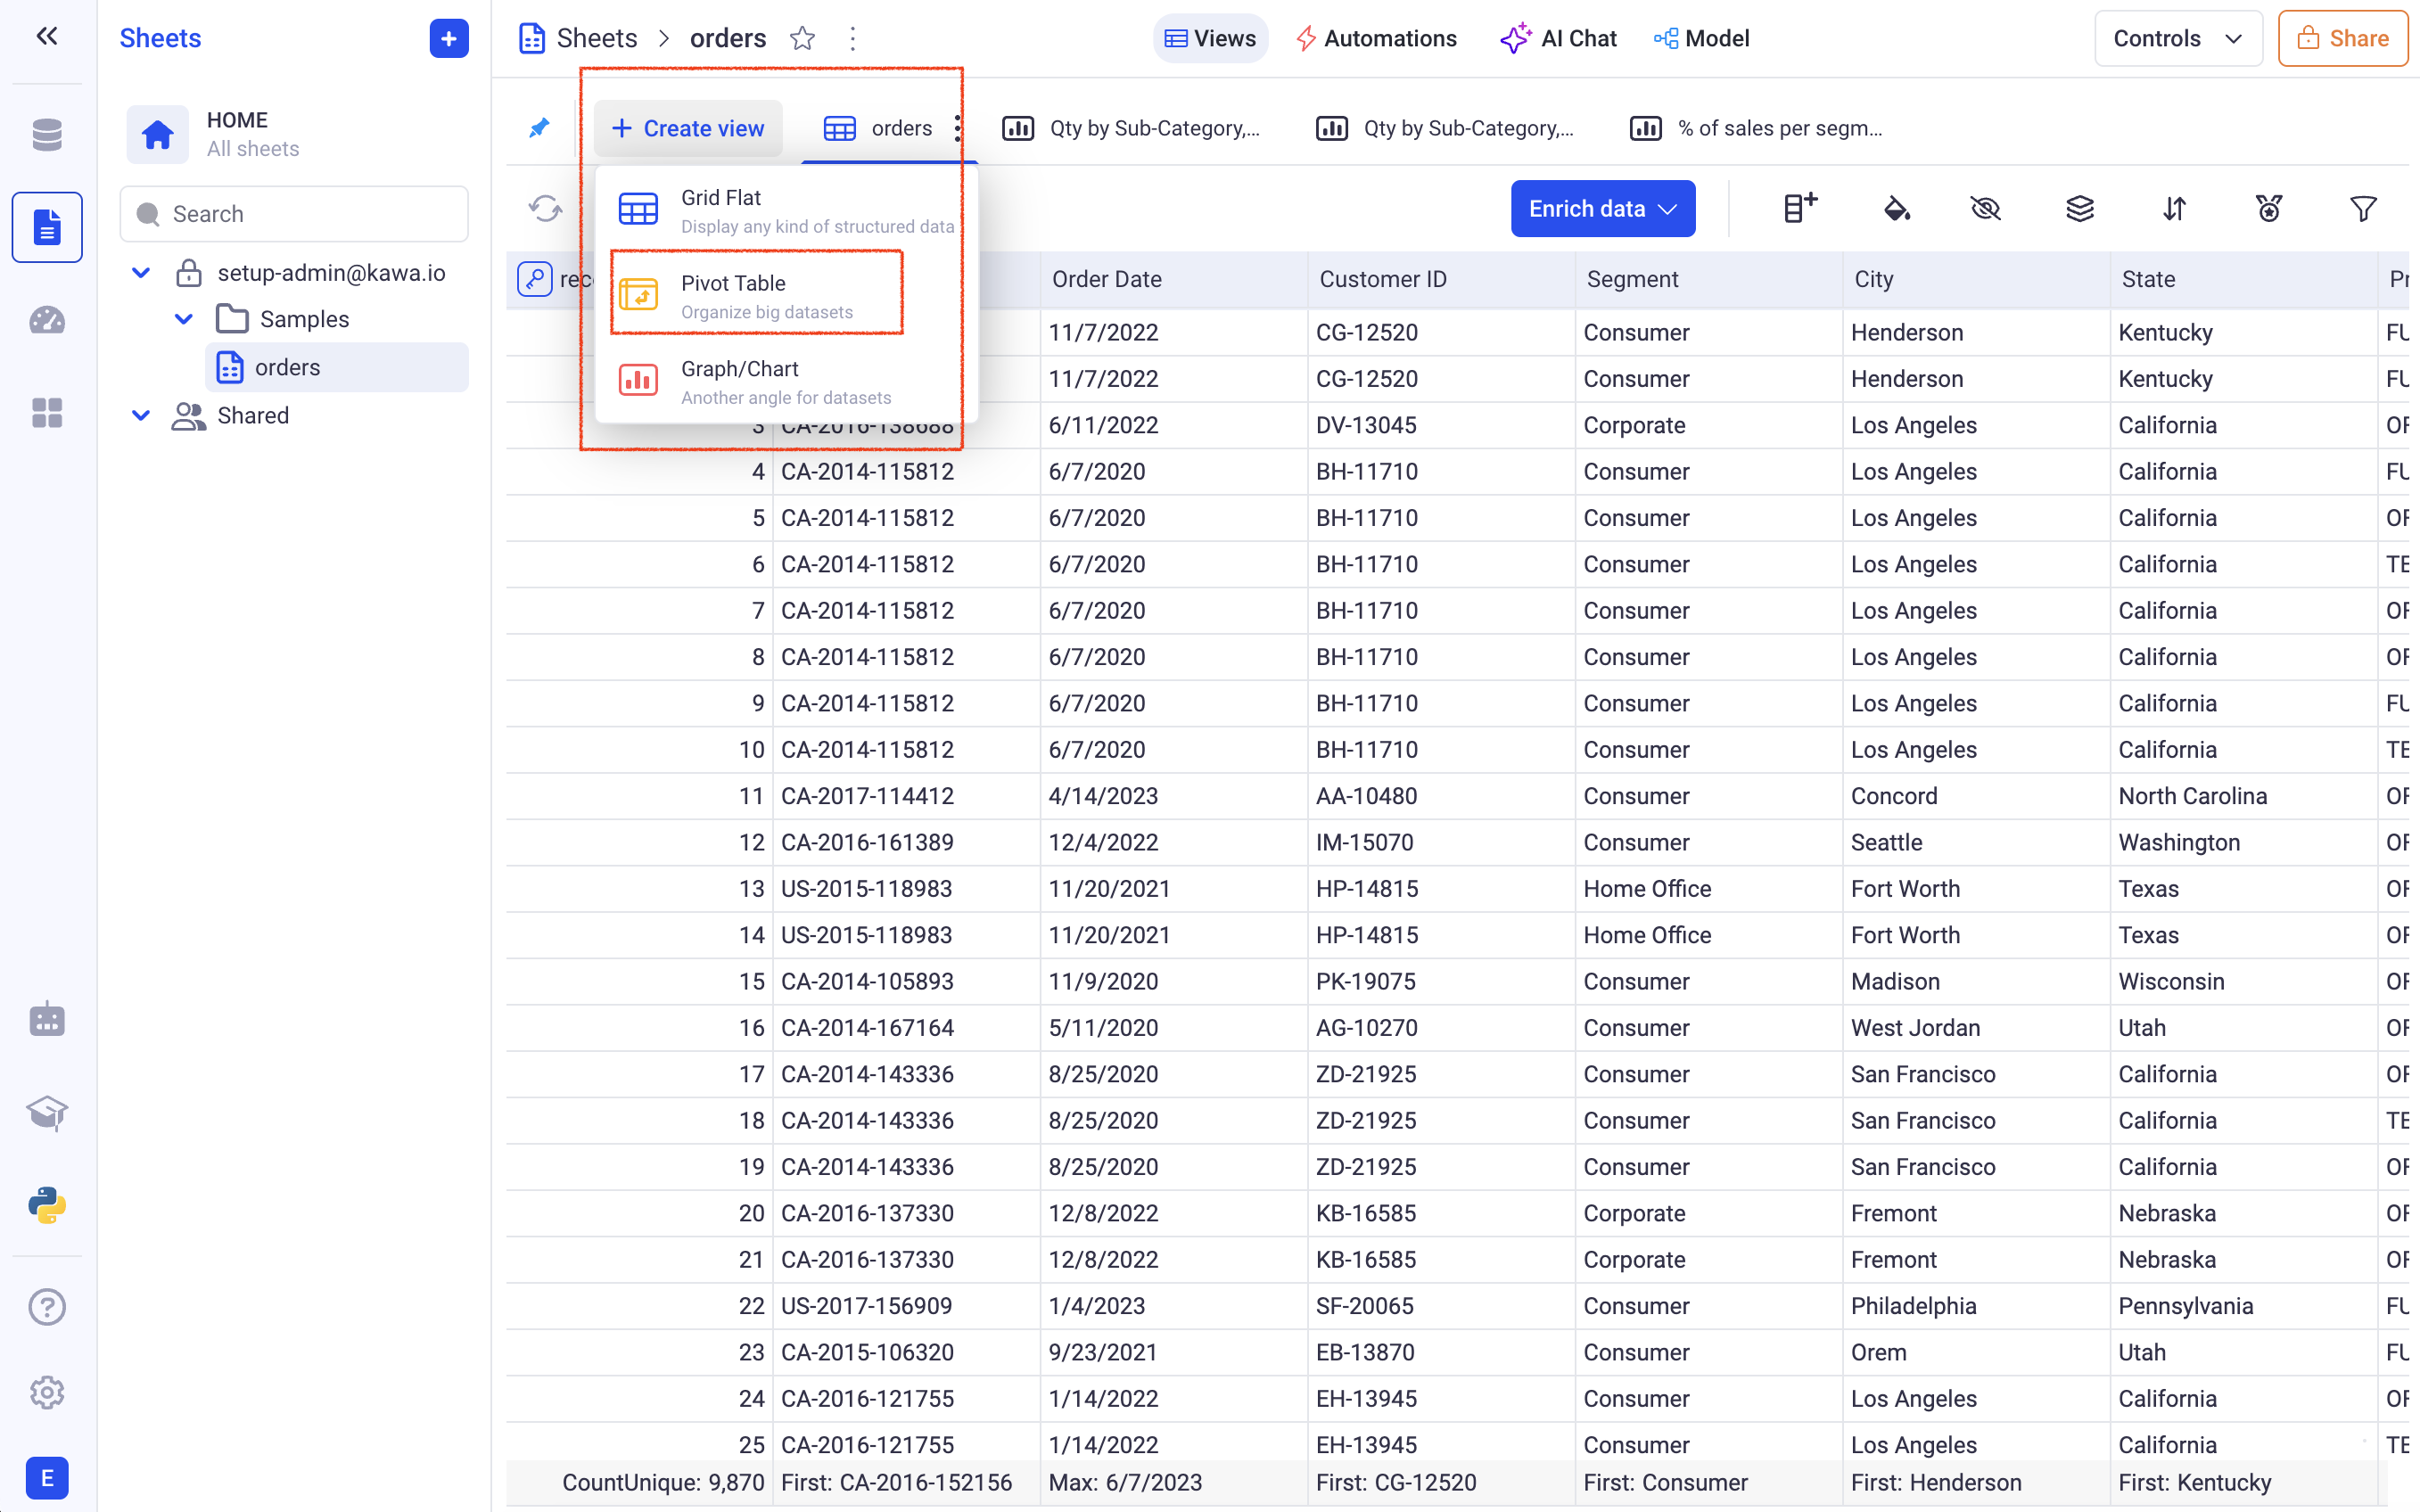 Sheets
HOME
All sheets
Search
setup-admin@kawa.io
Samples
orders
Shared
E
Sheets > orders
Views
Automations
AI Chat
Model
Controls
Share
+ Create view
orders
Qty by Sub-Category,...
Qty by Sub-Category,...
% of sales per segm...
Grid Flat
Display any kind of structured data
Pivot Table
Organize big datasets
Graph/Chart
Another angle for datasets
Enrich data
rec Order Date Customer ID Segment City State Pr
11/7/2022 CG-12520 Consumer Henderson Kentucky FU
11/7/2022 CG-12520 Consumer Henderson Kentucky FU
3 CA-2016-138688 6/11/2022 DV-13045 Corporate Los Angeles California OF
4 CA-2014-115812 6/7/2020 BH-11710 Consumer Los Angeles California FU
5 CA-2014-115812 6/7/2020 BH-11710 Consumer Los Angeles California OF
6 CA-2014-115812 6/7/2020 BH-11710 Consumer Los Angeles California TE
7 CA-2014-115812 6/7/2020 BH-11710 Consumer Los Angeles California OF
8 CA-2014-115812 6/7/2020 BH-11710 Consumer Los Angeles California OF
9 CA-2014-115812 6/7/2020 BH-11710 Consumer Los Angeles California FU
10 CA-2014-115812 6/7/2020 BH-11710 Consumer Los Angeles California TE
11 CA-2017-114412 4/14/2023 AA-10480 Consumer Concord North Carolina OF
12 CA-2016-161389 12/4/2022 IM-15070 Consumer Seattle Washington OF
13 US-2015-118983 11/20/2021 HP-14815 Home Office Fort Worth Texas OF
14 US-2015-118983 11/20/2021 HP-14815 Home Office Fort Worth Texas OF
15 CA-2014-105893 11/9/2020 PK-19075 Consumer Madison Wisconsin OF
16 CA-2014-167164 5/11/2020 AG-10270 Consumer West Jordan Utah OF
17 CA-2014-143336 8/25/2020 ZD-21925 Consumer San Francisco California OF
18 CA-2014-143336 8/25/2020 ZD-21925 Consumer San Francisco California TE
19 CA-2014-143336 8/25/2020 ZD-21925 Consumer San Francisco California OF
20 CA-2016-137330 12/8/2022 KB-16585 Corporate Fremont Nebraska OF
21 CA-2016-137330 12/8/2022 KB-16585 Corporate Fremont Nebraska OF
22 US-2017-156909 1/4/2023 SF-20065 Consumer Philadelphia Pennsylvania FU
23 CA-2015-106320 9/23/2021 EB-13870 Consumer Orem Utah FU
24 CA-2016-121755 1/14/2022 EH-13945 Consumer Los Angeles California OF
25 CA-2016-121755 1/14/2022 EH-13945 Consumer Los Angeles California TE
CountUnique: 9,870 First: CA-2016-152156 Max: 6/7/2023 First: CG-12520 First: Consumer First: Henderson First: Kentucky